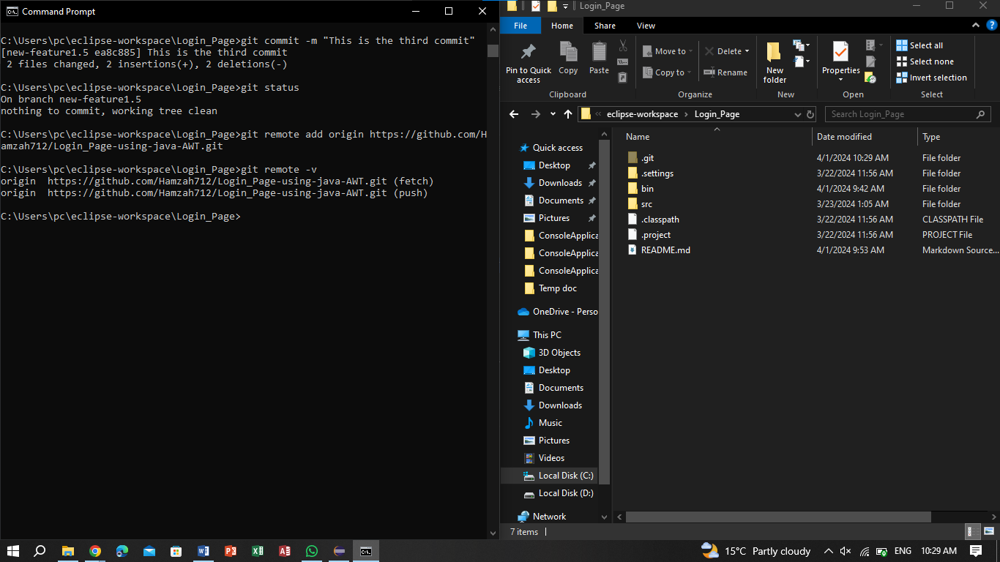 Command Prompt
C:\Users\pc\eclipse-workspace\Login_Page>git commit -m "This is the third commit"
[new-feature1.5 ea8c885] This is the third commit
2 files changed, 2 insertions(+), 2 deletions(-)
C:\Users\pc\eclipse-workspace\Login_Page>git status
On branch new-feature1.5
nothing to commit, working tree clean
C:\Users\pc\eclipse-workspace\Login_Page>git remote add origin https://github.com/H
amzah712/Login_Page-using-java-AWT.git
C:\Users\pc\eclipse-workspace\Login_Page>git remote -v
origin  https://github.com/Hamzah712/Login_Page-using-java-AWT.git (fetch)
origin  https://github.com/Hamzah712/Login_Page-using-java-AWT.git (push)
C:\Users\pc\eclipse-workspace\Login_Page>
Login_Page
File Home Share View
Pin to Quick access
Copy
Paste
Clipboard
Move to
Copy to
Delete
Rename
Organize
New folder
New
Properties
Open
Select all
Select none
Invert selection
Select
eclipse-workspace > Login_Page
Search Login_Page
Quick access
Desktop
Downloads
Documents
Pictures
ConsoleApplica
ConsoleApplica
ConsoleApplica
Temp doc
OneDrive - Perso
This PC
3D Objects
Desktop
Documents
Downloads
Music
Pictures
Videos
Local Disk (C:)
Local Disk (D:)
Network
Name Date modified Type
.git 4/1/2024 10:29 AM File folder
.settings 3/22/2024 11:56 AM File folder
bin 4/1/2024 9:42 AM File folder
src 3/23/2024 1:05 AM File folder
.classpath 3/22/2024 11:56 AM CLASSPATH File
.project 3/22/2024 11:56 AM PROJECT File
README.md 4/1/2024 9:53 AM Markdown Source...
7 items
15°C Partly cloudy ENG 10:29 AM